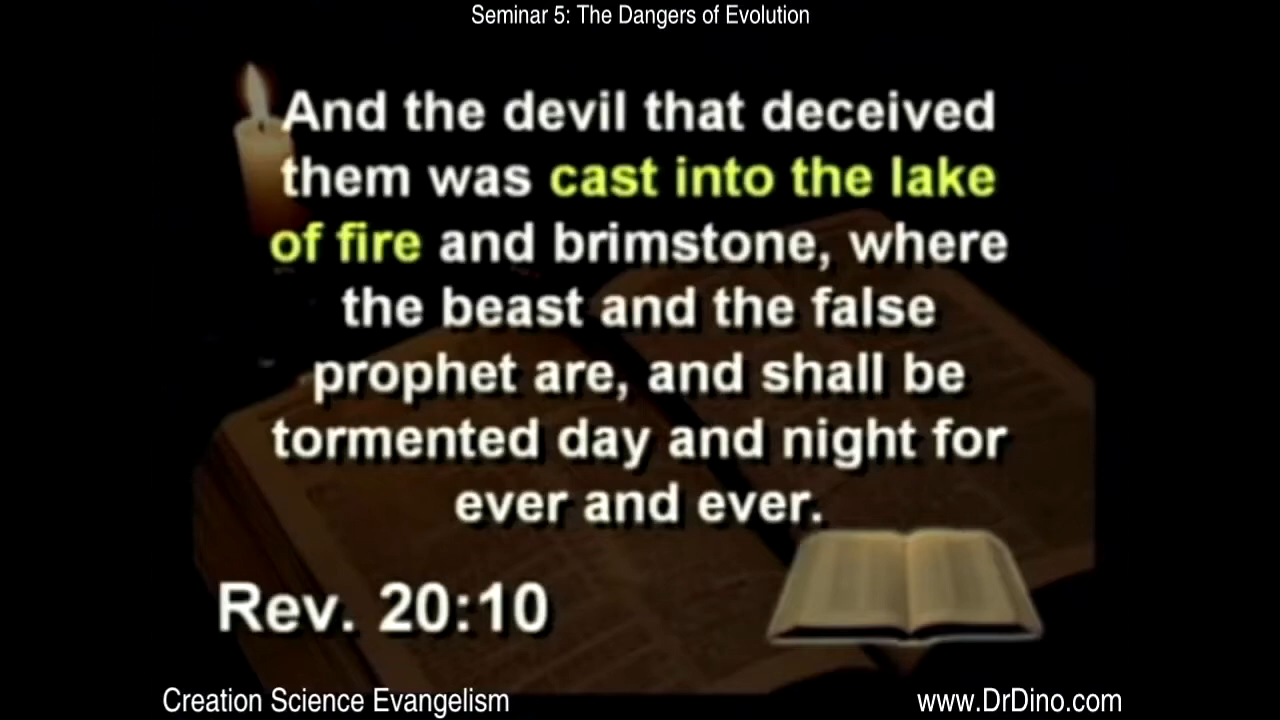 Seminar 5: The Dangers of Evolution
And the devil that deceived
them was cast into the lake
of fire and brimstone, where
the beast and the false
prophet are, and shall be
tormented day and night for
ever and ever.
Rev. 20:10
Creation Science Evangelism
www.DrDino.com